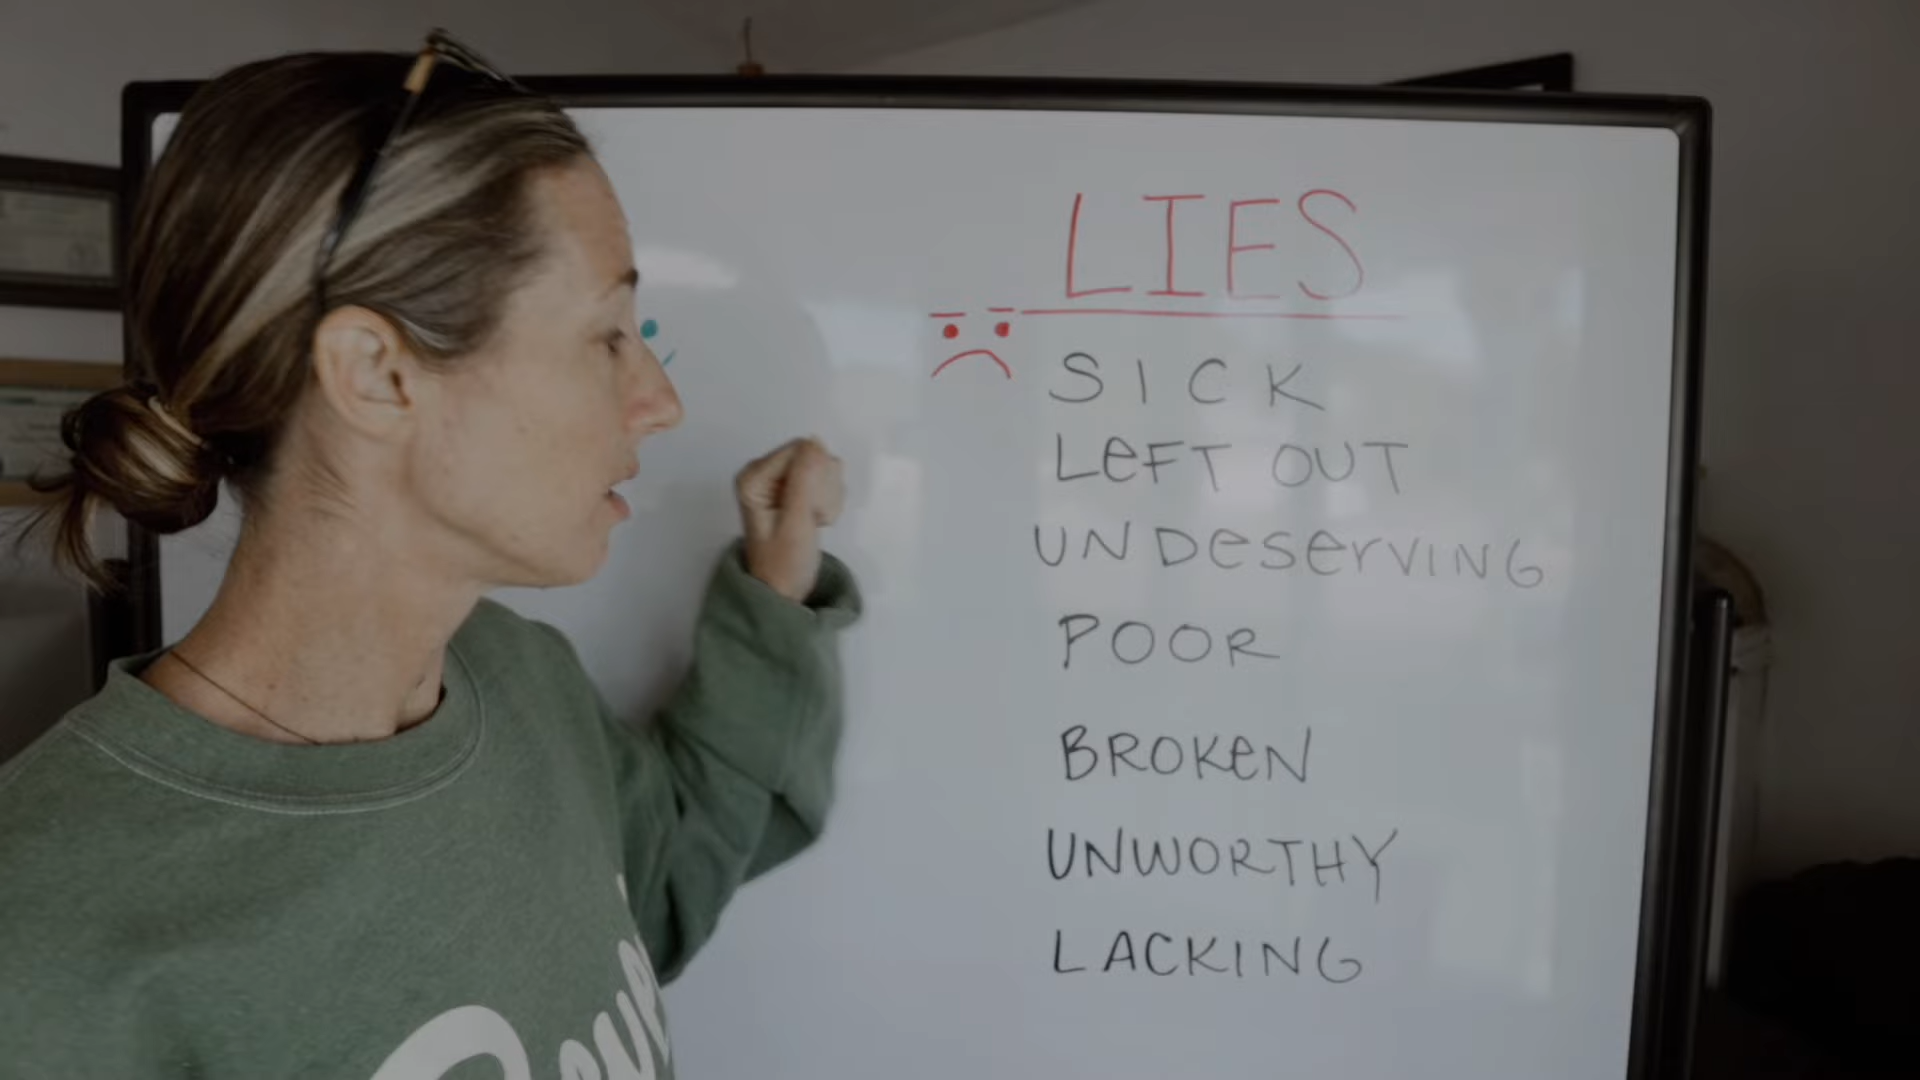 LIES
SICK
LeFT OUT
UNDeserVING
POOR
BROKeN
UNWORTHY
LACKING